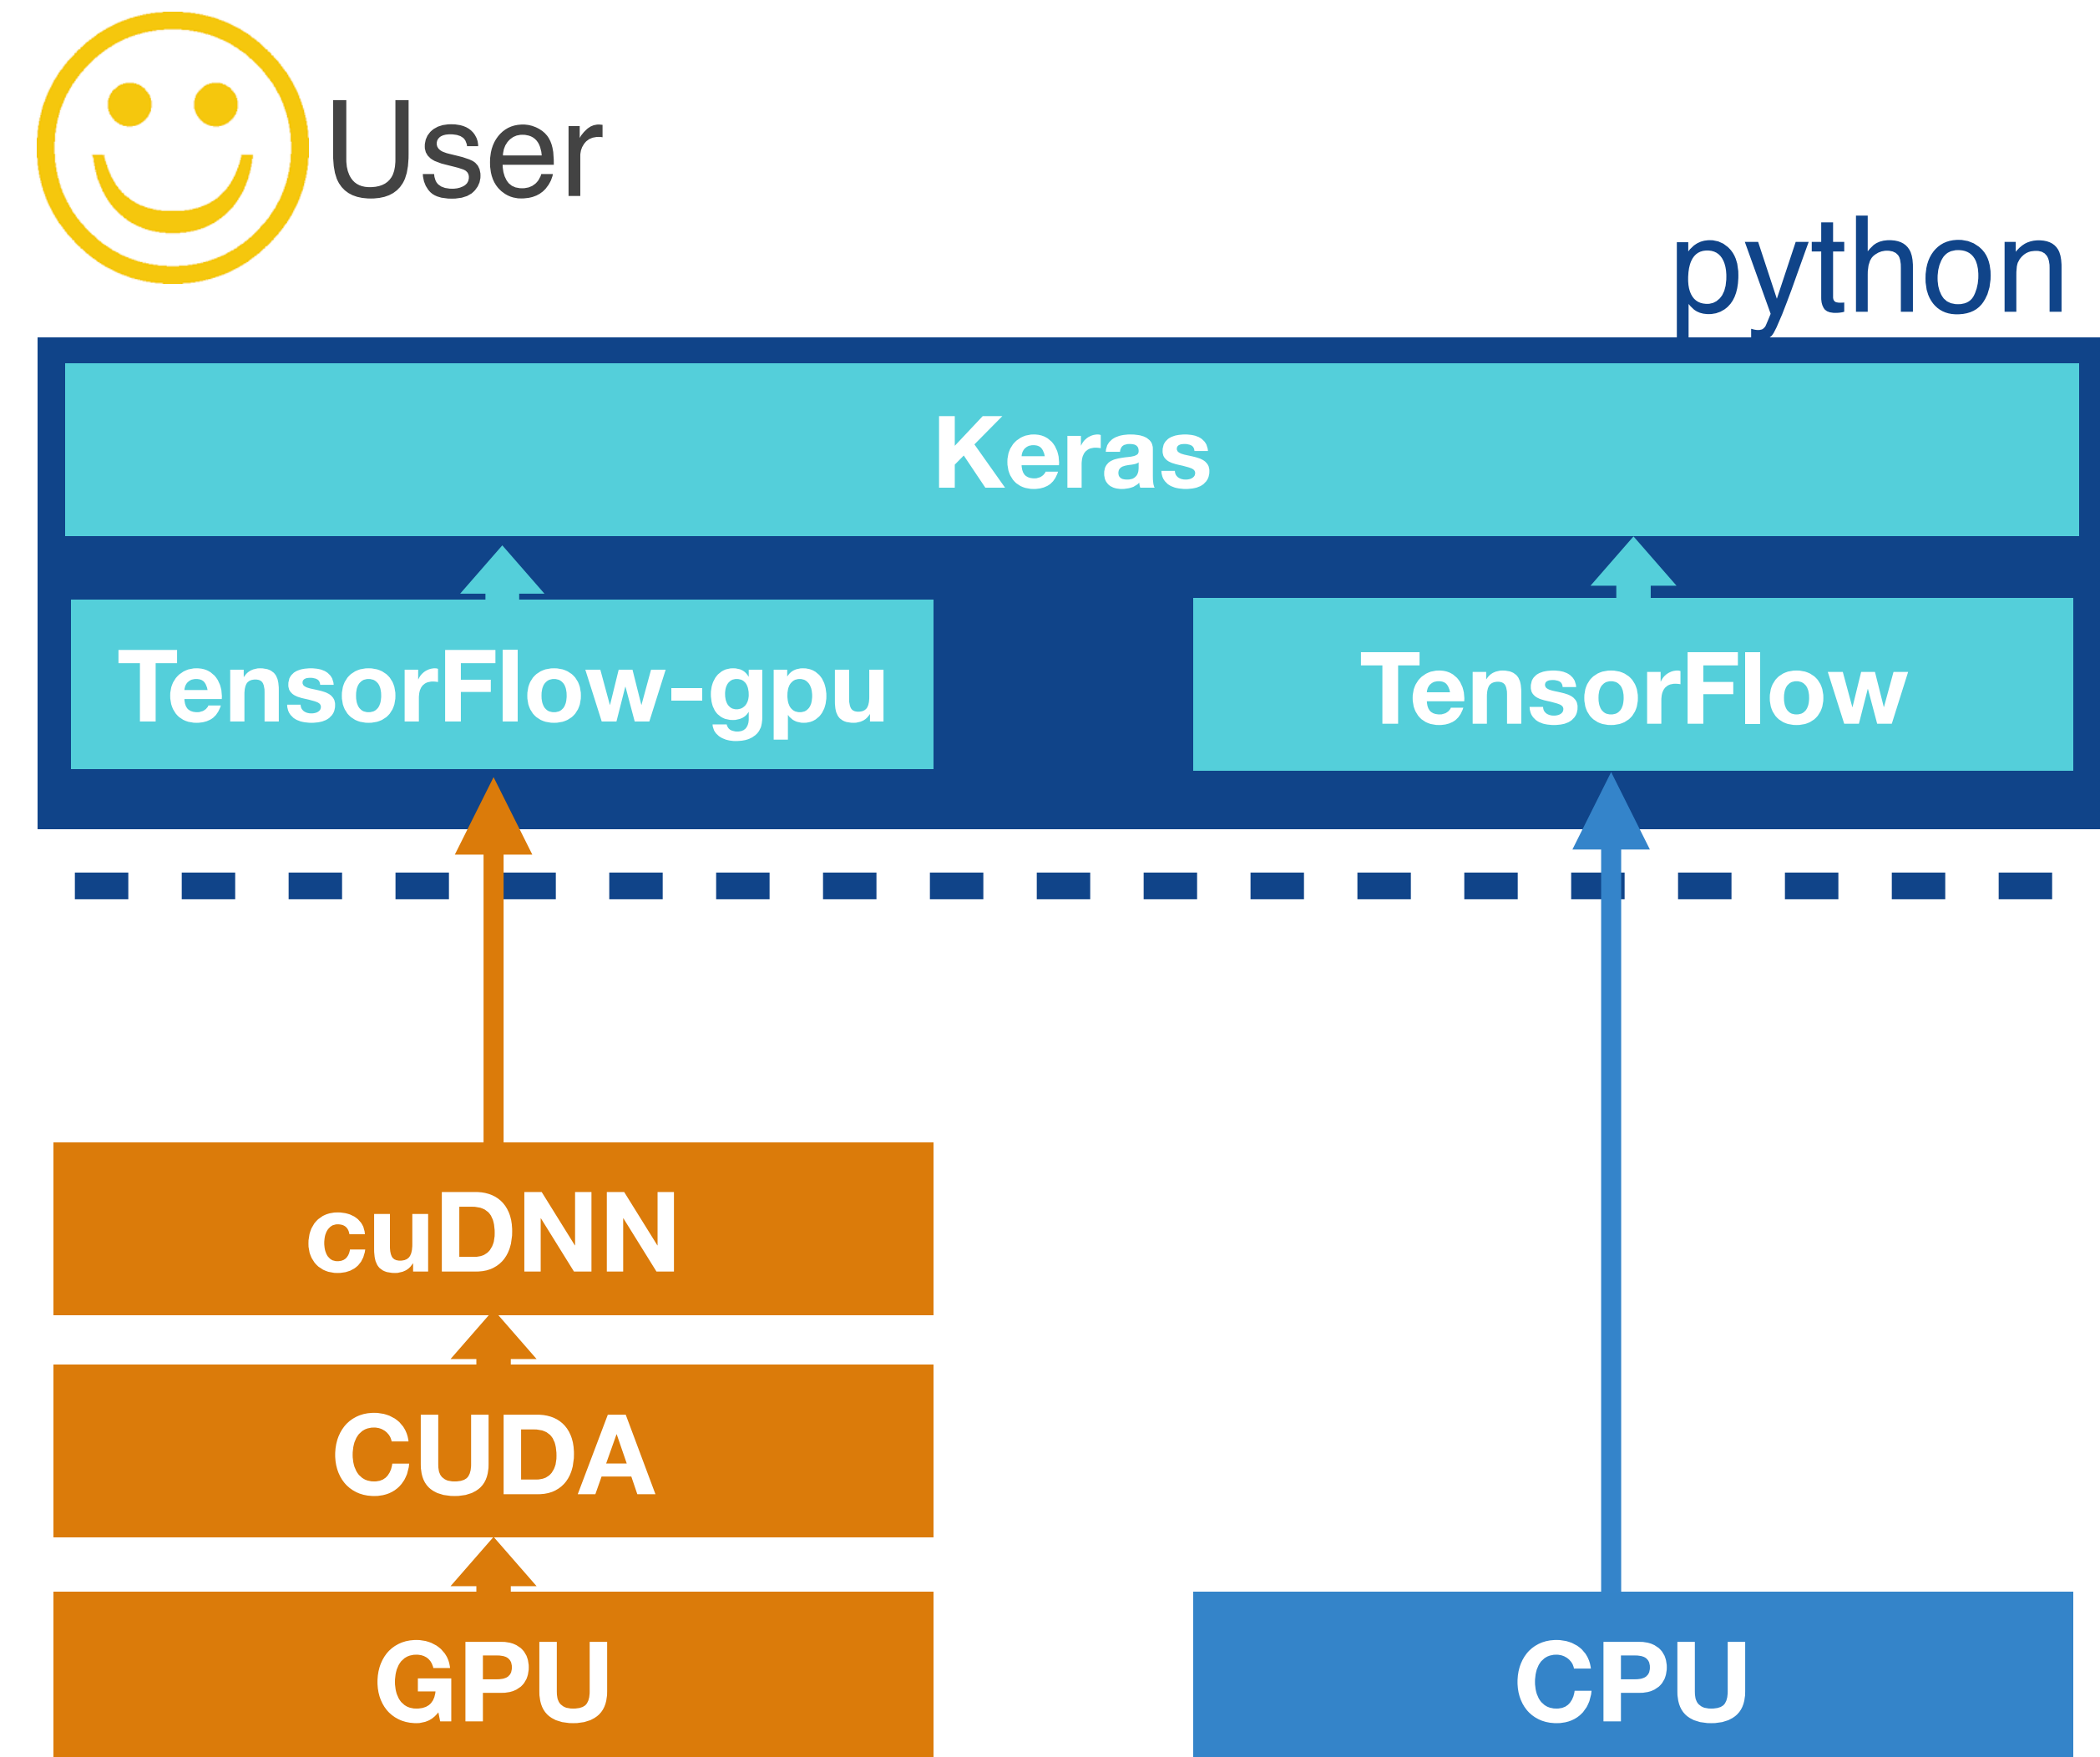 User
python
Keras
TensorFlow-gpu
TensorFlow
cuDNN
CUDA
GPU
CPU